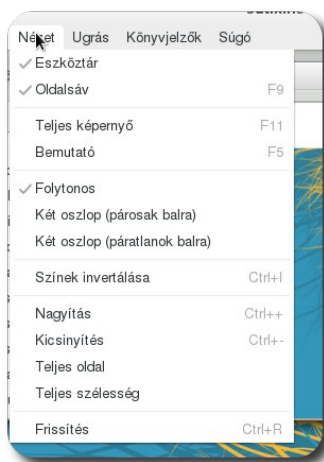 Nézet Ugrás Könyvjelzők Súgó
Eszköztár
Oldalsáv F9
Teljes képernyő F11
Bemutató F5
Folytonos
Két oszlop (párosak balra)
Két oszlop (páratlanok balra)
Színek invertálása Ctrl+I
Nagyítás Ctrl++
Kicsinyítés Ctrl+-
Teljes oldal
Teljes szélesség
Frissítés Ctrl+R